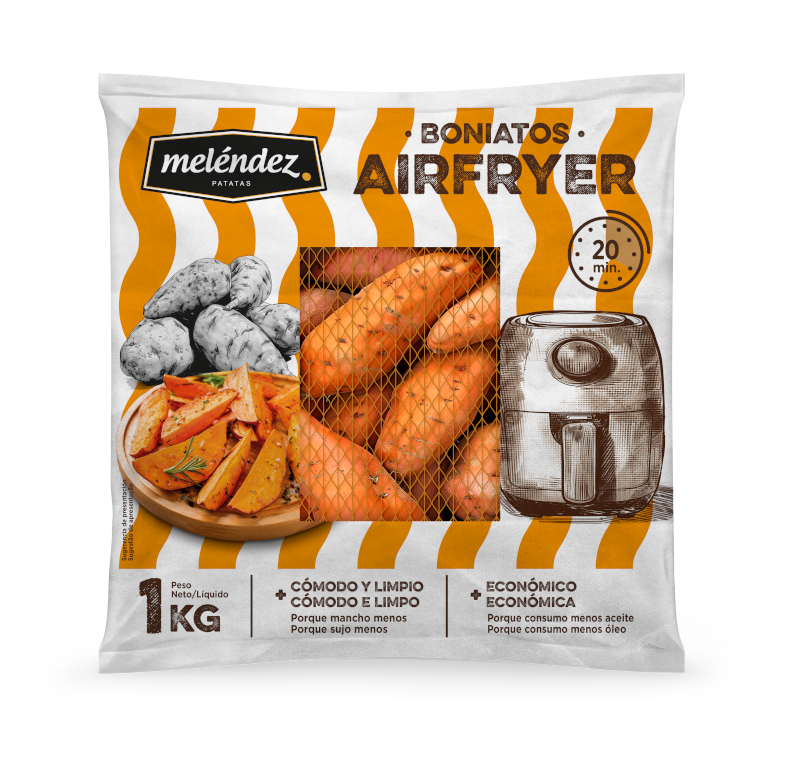 meléndez.
PATATAS
• BONIATOS •
AIRFRYER
20
min.
Sugerencia de presentación
Sugestão de apresentação
1 KG
Peso
Neto/Líquido
+ CÓMODO Y LIMPIO
CÓMODO E LIMPO
Porque mancho menos
Porque sujo menos
+ ECONÓMICO
ECONÓMICA
Porque consumo menos aceite
Porque consumo menos óleo